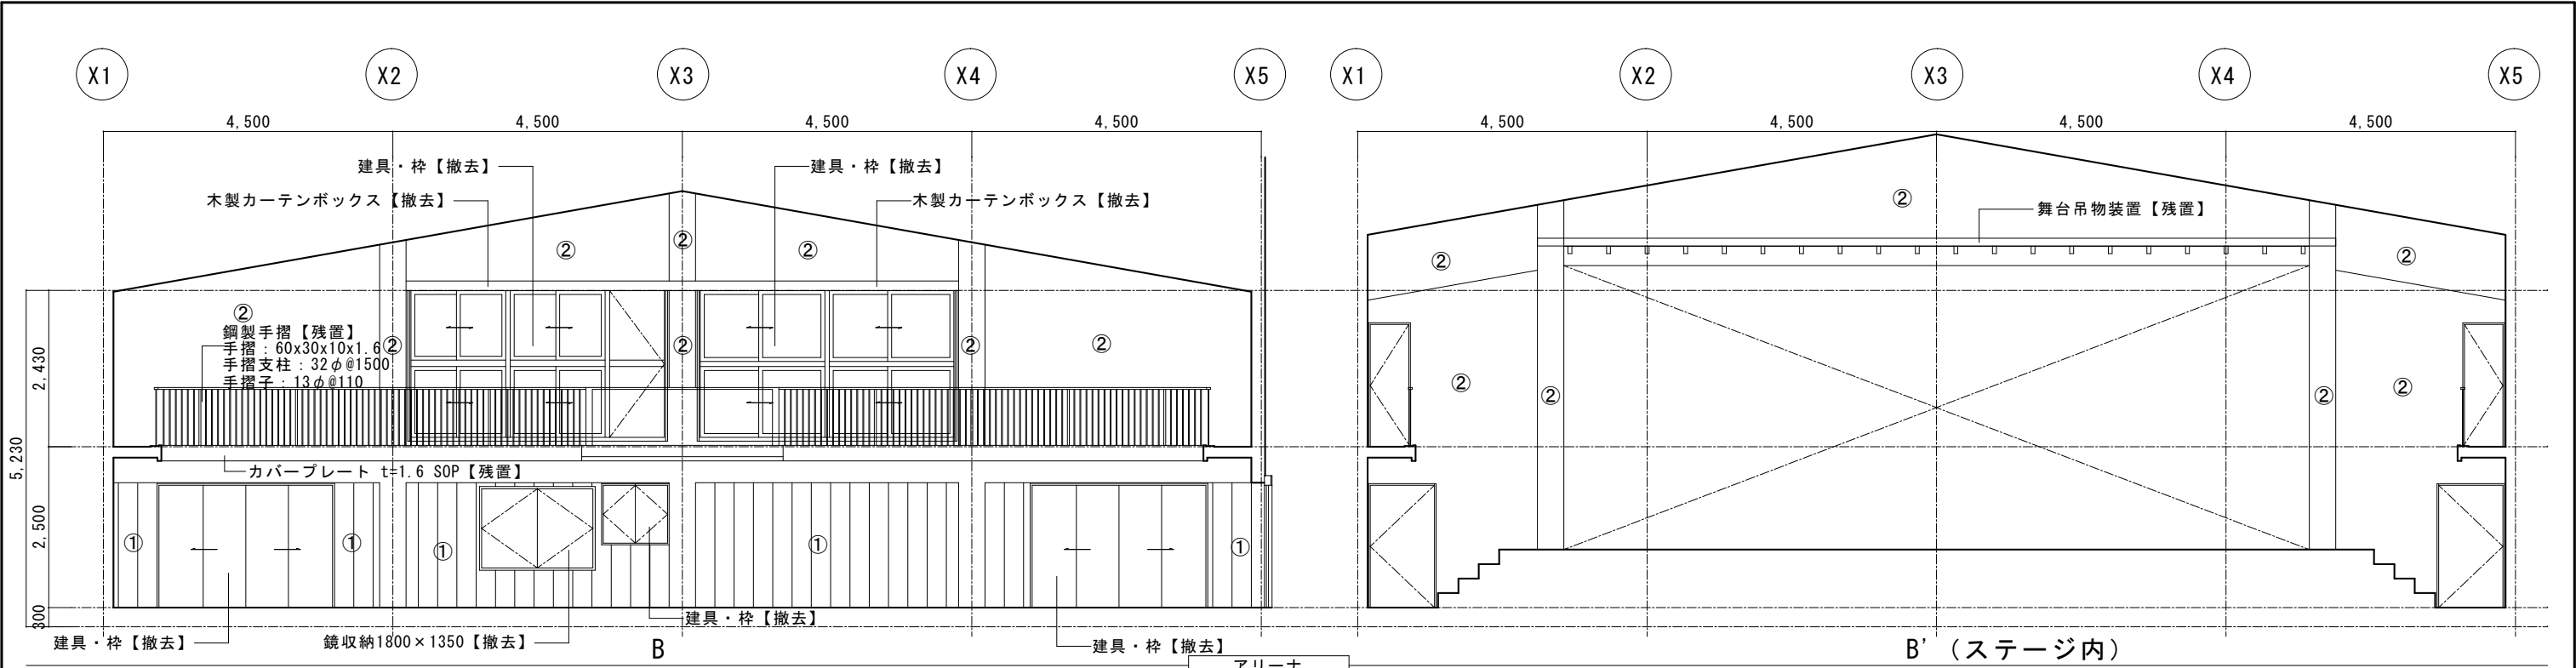 X1 X2 X3 X4 X5 X1 X2 X3 X4 X5
4,500 4,500 4,500 4,500 4,500 4,500 4,500 4,500
建具・枠【撤去】 建具・枠【撤去】
木製カーテンボックス【撤去】 木製カーテンボックス【撤去】
舞台吊物装置【残置】
② ② ② ②
② ②
②
鋼製手摺【残置】
手摺：60x30x10x1.6
手摺支柱：32φ@1500
手摺子：13φ@110
② ② ② ②
② ② ② ②
2,430
5,230
カバープレート t=1.6 SOP【残置】
2,500
① ① ① ① ①
300
建具・枠【撤去】
建具・枠【撤去】 鏡収納1800×1350【撤去】 建具・枠【撤去】
B B'（ステージ内）
アリーナ